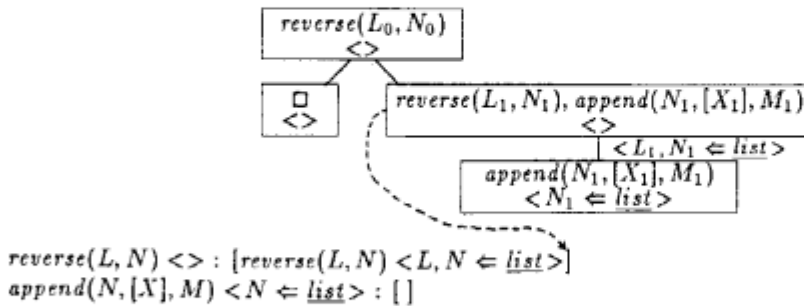 reverse(L₀, N₀)
<>
□
<>
reverse(L₁, N₁), append(N₁, [X₁], M₁)
<>
<L₁, N₁ ⇐ list>
append(N₁, [X₁], M₁)
<N₁ ⇐ list>
reverse(L, N) <> : [reverse(L, N) <L, N ⇐ list>]
append(N, [X], M) <N ⇐ list> : [ ]